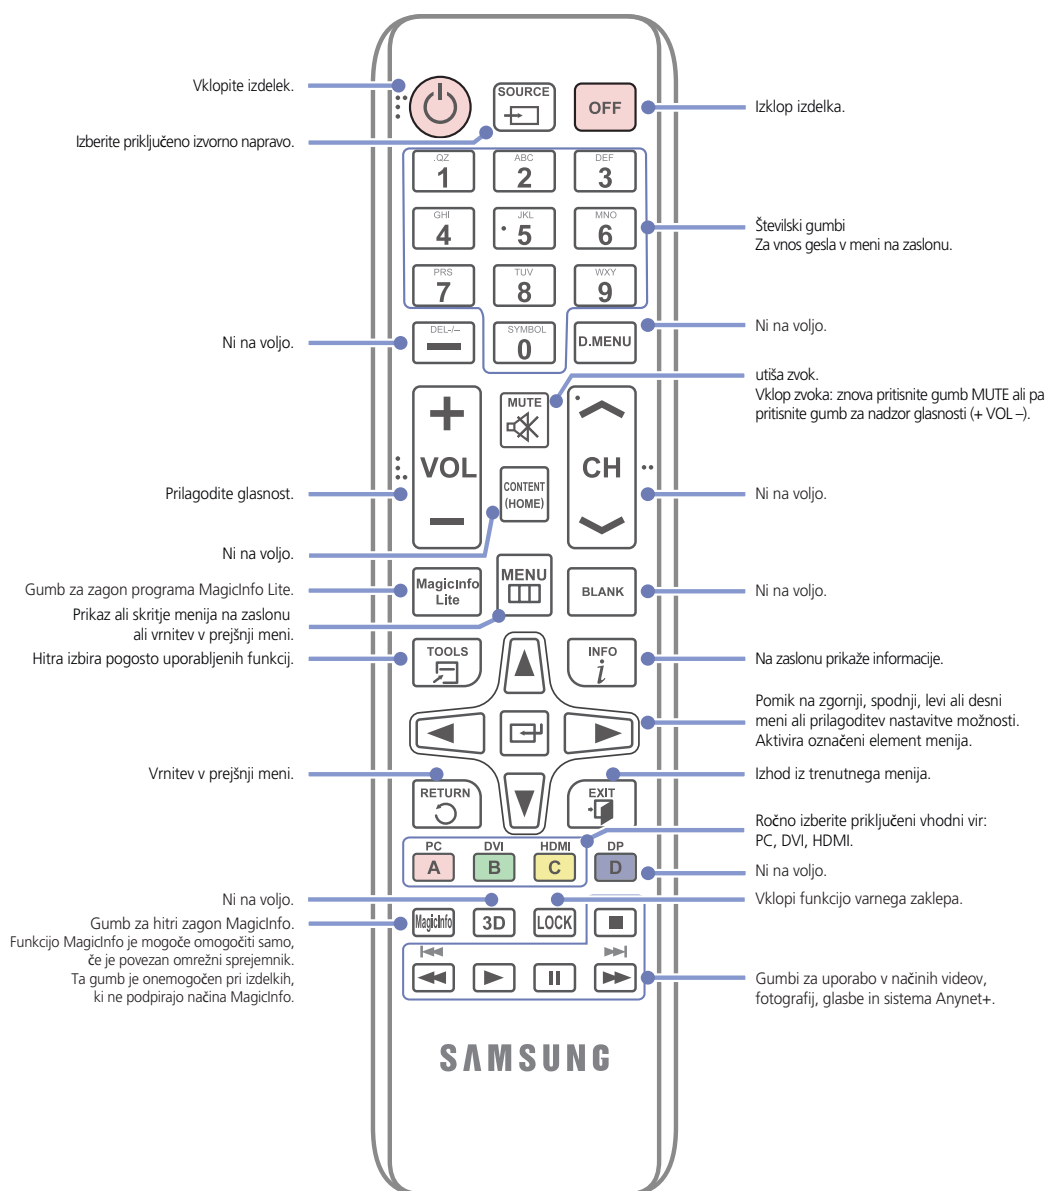 Vklopite izdelek.
SOURCE
OFF
Izklop izdelka.
Izberite priključeno izvorno napravo.
.QZ
1
ABC
2
DEF
3
GHI
4
JKL
5
MNO
6
Številski gumbi
Za vnos gesla v meni na zaslonu.
PRS
7
TUV
8
WXY
9
Ni na voljo.
DEL-/--
SYMBOL
0
D.MENU
Ni na voljo.
MUTE
utiša zvok.
Vklop zvoka: znova pritisnite gumb MUTE ali pa
pritisnite gumb za nadzor glasnosti (+ VOL –).
VOL
CH
Prilagodite glasnost.
CONTENT
(HOME)
Ni na voljo.
Ni na voljo.
Gumb za zagon programa MagicInfo Lite.
MagicInfo
Lite
MENU
BLANK
Ni na voljo.
Prikaz ali skritje menija na zaslonu
ali vrnitev v prejšnji meni.
Hitra izbira pogosto uporabljenih funkcij.
TOOLS
INFO
i
Na zaslonu prikaže informacije.
Pomik na zgornji, spodnji, levi ali desni
meni ali prilagoditev nastavitve možnosti.
Aktivira označeni element menija.
Vrnitev v prejšnji meni.
RETURN
EXIT
Izhod iz trenutnega menija.
Ročno izberite priključeni vhodni vir:
PC, DVI, HDMI.
PC
A
DVI
B
HDMI
C
DP
D
Ni na voljo.
Ni na voljo.
Vklopi funkcijo varnega zaklepa.
Gumb za hitri zagon MagicInfo.
Funkcijo MagicInfo je mogoče omogočiti samo,
če je povezan omrežni sprejemnik.
Ta gumb je onemogočen pri izdelkih,
ki ne podpirajo načina MagicInfo.
MagicInfo
3D
LOCK
Gumbi za uporabo v načinih videov,
fotografij, glasbe in sistema Anynet+.
SAMSUNG